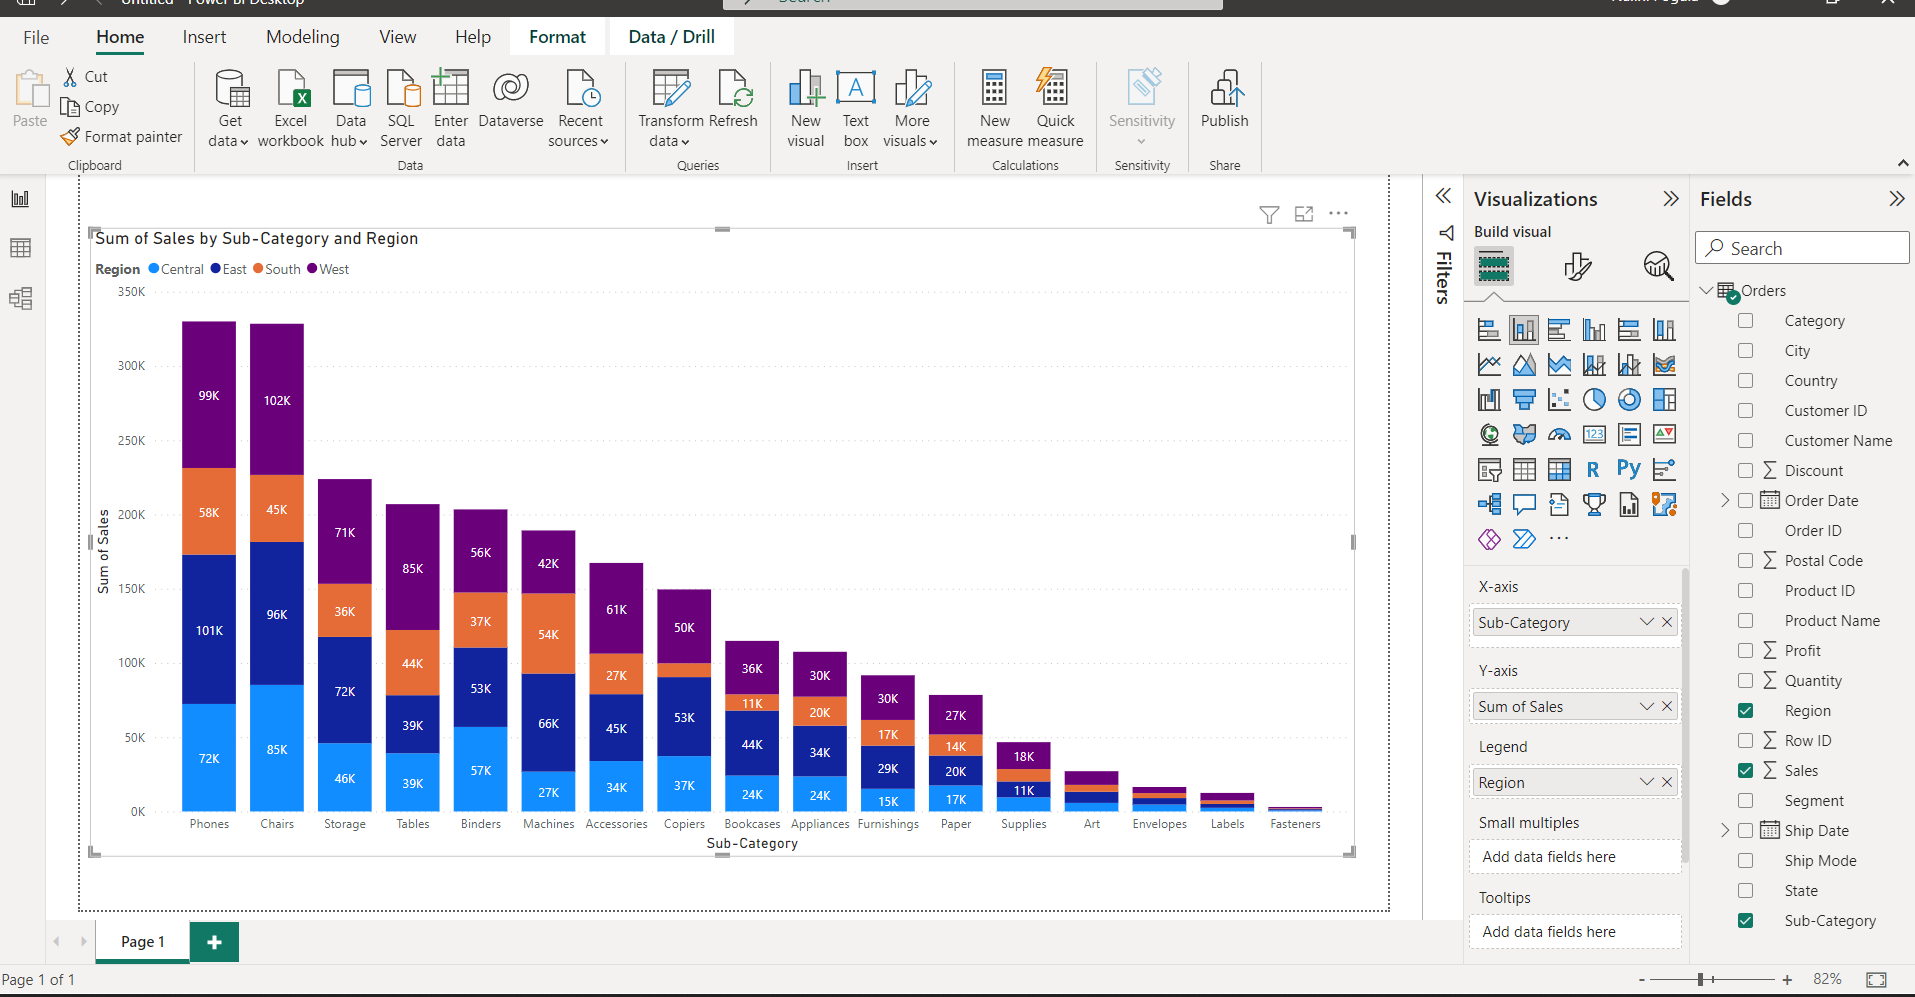 File Home Insert Modeling View Help Format Data / Drill
Paste
Cut
Copy
Format painter
Clipboard
Get data
Excel workbook
Data hub
SQL Server
Enter data
Dataverse
Recent sources
Data
Transform data
Refresh
Queries
New visual
Text box
More visuals
Insert
New measure
Quick measure
Calculations
Sensitivity
Sensitivity
Publish
Share
Sum of Sales by Sub-Category and Region
Region Central East South West
Sum of Sales
350K
300K
250K
200K
150K
100K
50K
0K
99K
58K
101K
72K
102K
45K
96K
85K
71K
36K
72K
46K
85K
44K
39K
39K
56K
37K
53K
57K
42K
54K
66K
27K
61K
27K
45K
34K
50K
53K
37K
36K
11K
44K
24K
30K
20K
34K
24K
30K
17K
29K
15K
27K
14K
20K
17K
18K
11K
Phones Chairs Storage Tables Binders Machines Accessories Copiers Bookcases Appliances Furnishings Paper Supplies Art Envelopes Labels Fasteners
Sub-Category
Filters
Visualizations
Build visual
123
R
Py
X-axis
Sub-Category
Y-axis
Sum of Sales
Legend
Region
Small multiples
Add data fields here
Tooltips
Add data fields here
Fields
Search
Orders
Category
City
Country
Customer ID
Customer Name
Discount
Order Date
Order ID
Postal Code
Product ID
Product Name
Profit
Quantity
Region
Row ID
Sales
Segment
Ship Date
Ship Mode
State
Sub-Category
Page 1
Page 1 of 1
- + 82%